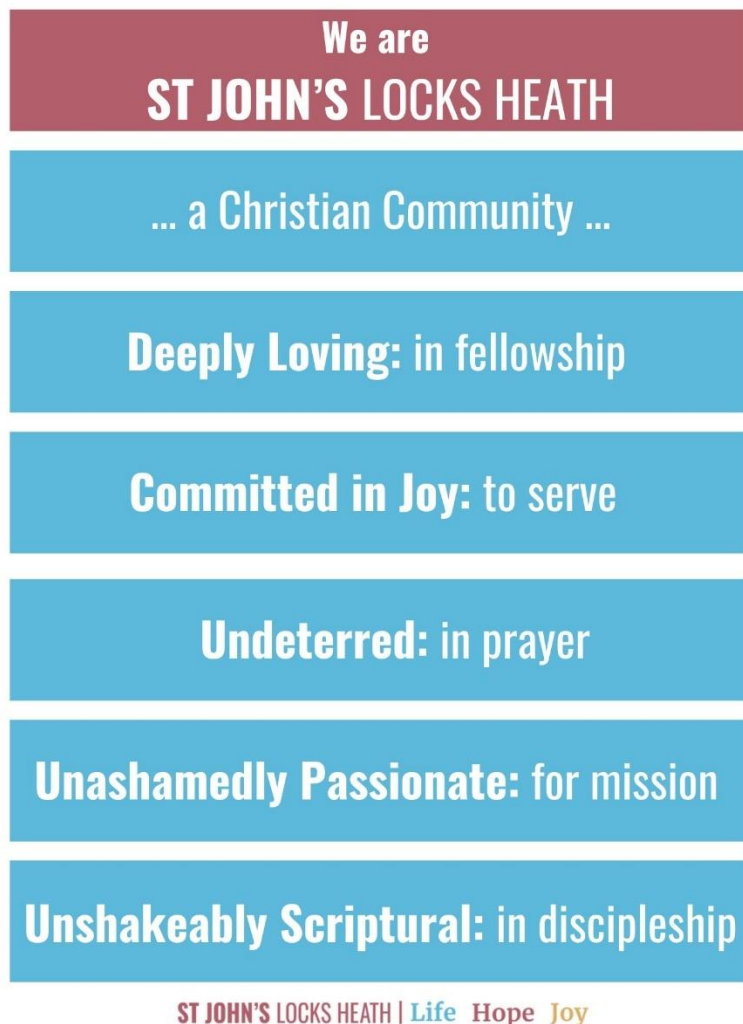 We are
ST JOHN'S LOCKS HEATH
... a Christian Community ...
Deeply Loving: in fellowship
Committed in Joy: to serve
Undeterred: in prayer
Unashamedly Passionate: for mission
Unshakeably Scriptural: in discipleship
ST JOHN'S LOCKS HEATH | Life Hope Joy